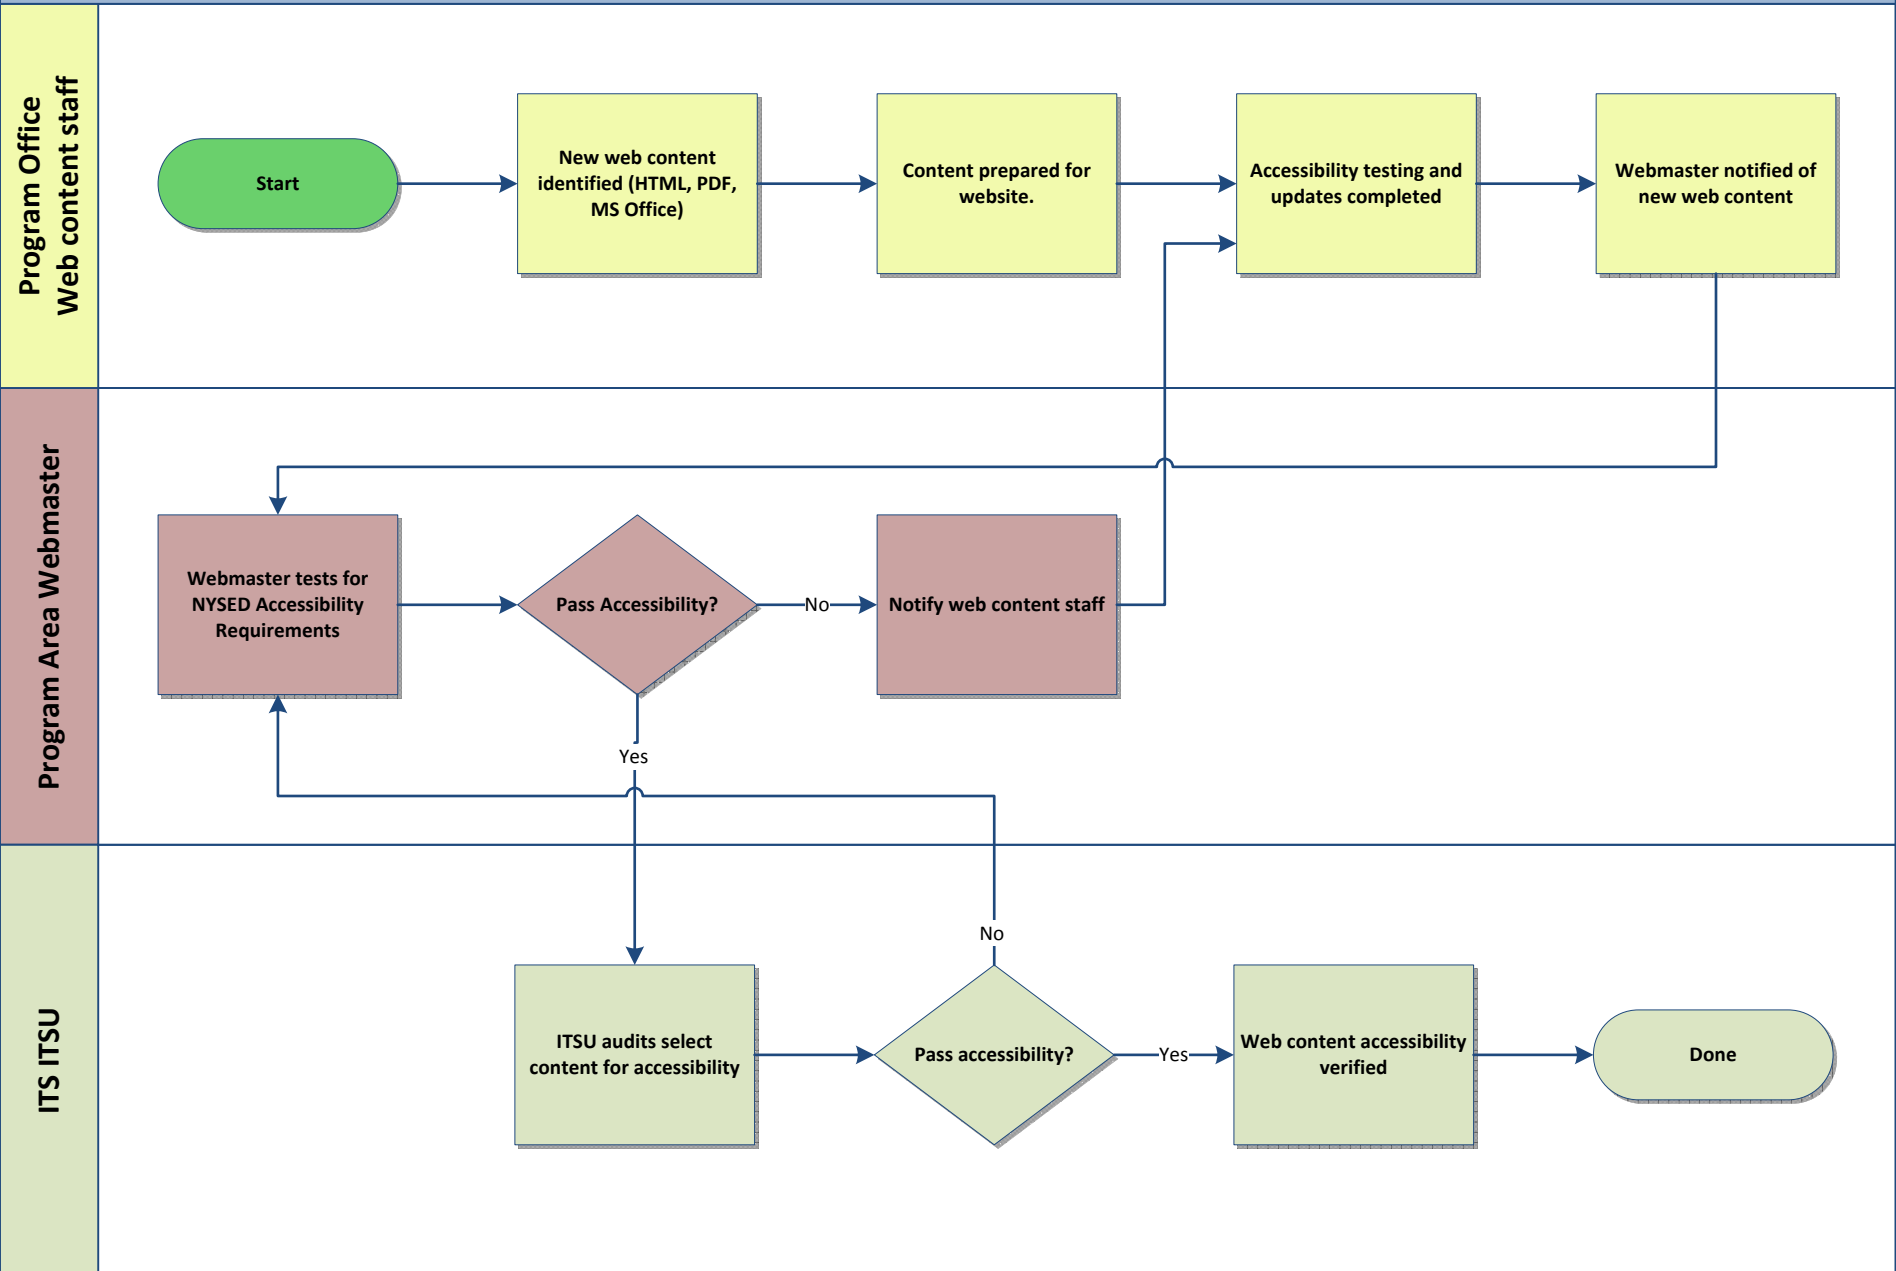 Program Office
Web content staff
Start
New web content
identified (HTML, PDF,
MS Office)
Content prepared for
website.
Accessibility testing and
updates completed
Webmaster notified of
new web content
Program Area Webmaster
Webmaster tests for
NYSED Accessibility
Requirements
Pass Accessibility?
No
Notify web content staff
Yes
ITS ITSU
ITSU audits select
content for accessibility
No
Pass accessibility?
Yes
Web content accessibility
verified
Done